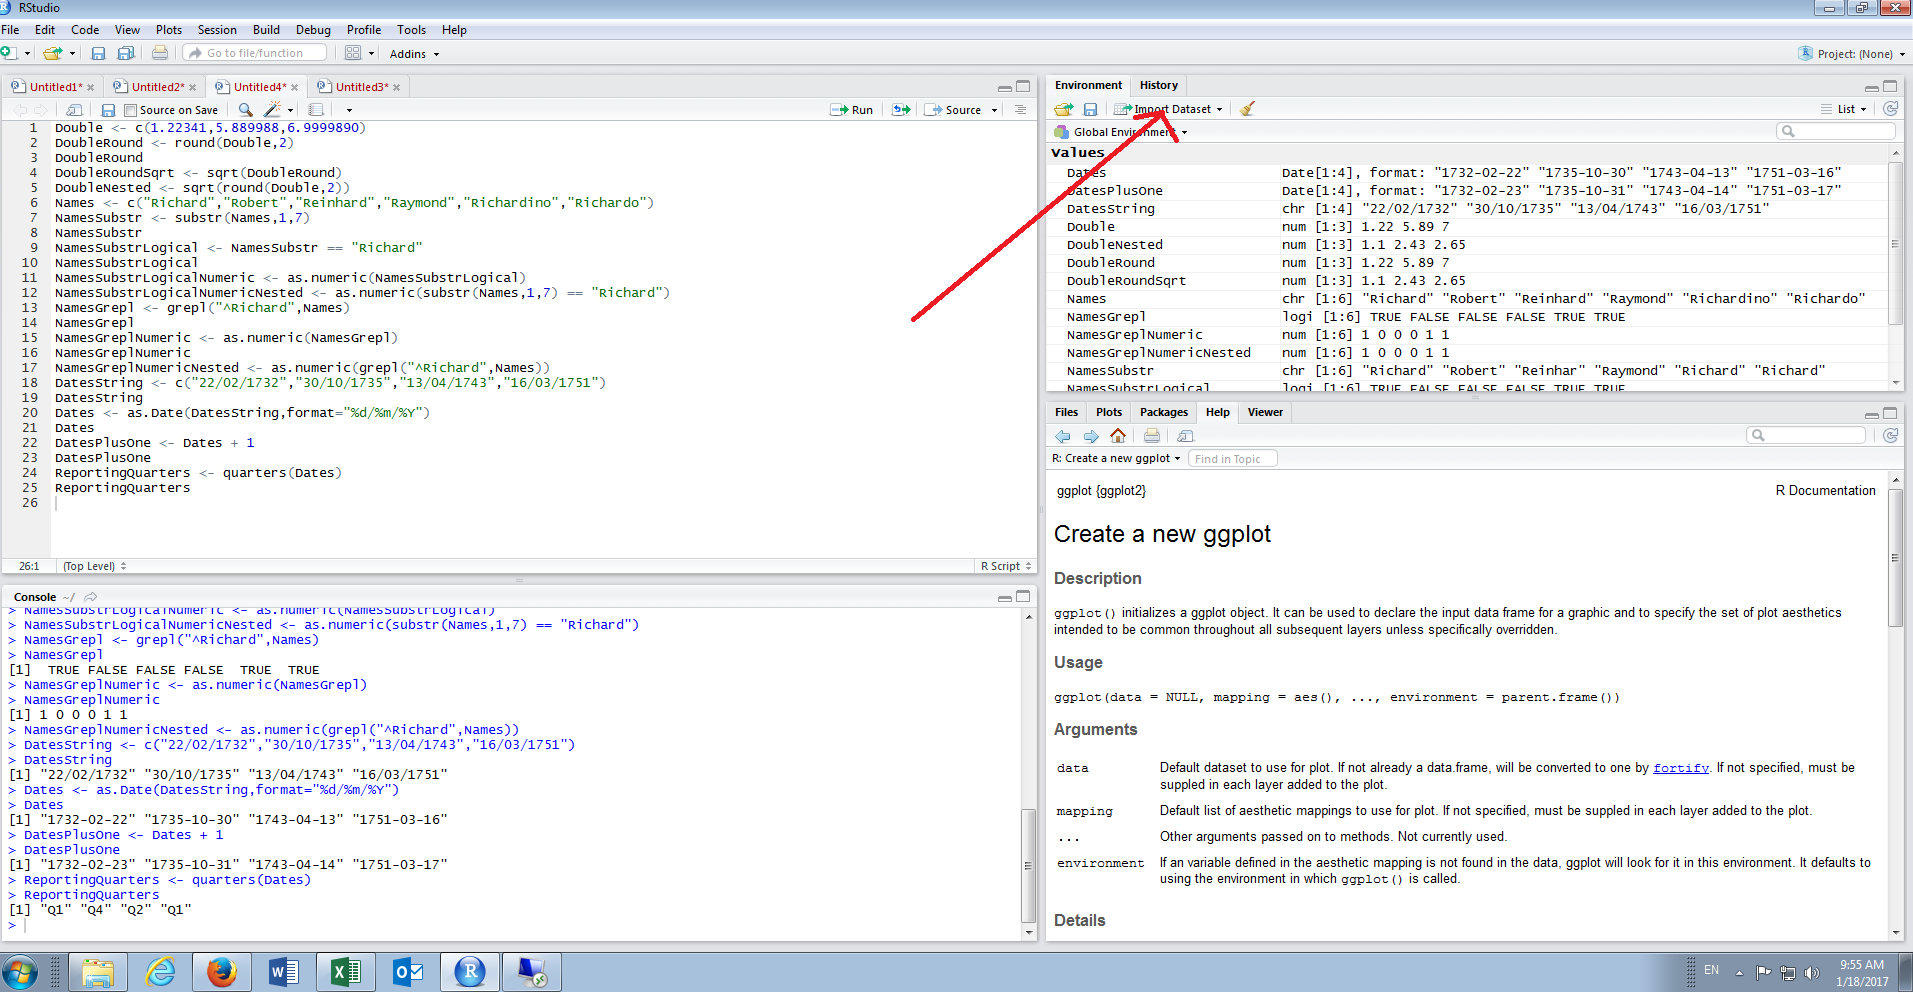 RStudio
File Edit Code View Plots Session Build Debug Profile Tools Help
Go to file/function Addins Project: (None)
Untitled1* Untitled2* Untitled4* Untitled3*
Source on Save Run Source
1 Double <- c(1.22341,5.889988,6.9999890)
2 DoubleRound <- round(Double,2)
3 DoubleRound
4 DoubleRoundSqrt <- sqrt(DoubleRound)
5 DoubleNested <- sqrt(round(Double,2))
6 Names <- c("Richard","Robert","Reinhard","Raymond","Richardino","Richardo")
7 NamesSubstr <- substr(Names,1,7)
8 NamesSubstr
9 NamesSubstrLogical <- NamesSubstr == "Richard"
10 NamesSubstrLogical
11 NamesSubstrLogicalNumeric <- as.numeric(NamesSubstrLogical)
12 NamesSubstrLogicalNumericNested <- as.numeric(substr(Names,1,7) == "Richard")
13 NamesGrepl <- grepl("^Richard",Names)
14 NamesGrepl
15 NamesGreplNumeric <- as.numeric(NamesGrepl)
16 NamesGreplNumeric
17 NamesGreplNumericNested <- as.numeric(grepl("^Richard",Names))
18 DatesString <- c("22/02/1732","30/10/1735","13/04/1743","16/03/1751")
19 DatesString
20 Dates <- as.Date(DatesString,format="%d/%m/%Y")
21 Dates
22 DatesPlusOne <- Dates + 1
23 DatesPlusOne
24 ReportingQuarters <- quarters(Dates)
25 ReportingQuarters
26
26:1 (Top Level) R Script
Console ~/
> NamesSubstrLogicalNumeric <- as.numeric(NamesSubstrLogical)
> NamesSubstrLogicalNumericNested <- as.numeric(substr(Names,1,7) == "Richard")
> NamesGrepl <- grepl("^Richard",Names)
> NamesGrepl
[1] TRUE FALSE FALSE FALSE TRUE TRUE
> NamesGreplNumeric <- as.numeric(NamesGrepl)
> NamesGreplNumeric
[1] 1 0 0 0 1 1
> NamesGreplNumericNested <- as.numeric(grepl("^Richard",Names))
> DatesString <- c("22/02/1732","30/10/1735","13/04/1743","16/03/1751")
> DatesString
[1] "22/02/1732" "30/10/1735" "13/04/1743" "16/03/1751"
> Dates <- as.Date(DatesString,format="%d/%m/%Y")
> Dates
[1] "1732-02-22" "1735-10-30" "1743-04-13" "1751-03-16"
> DatesPlusOne <- Dates + 1
> DatesPlusOne
[1] "1732-02-23" "1735-10-31" "1743-04-14" "1751-03-17"
> ReportingQuarters <- quarters(Dates)
> ReportingQuarters
[1] "Q1" "Q4" "Q2" "Q1"
>
Environment History
Import Dataset List
Global Environment
Values
Dates Date[1:4], format: "1732-02-22" "1735-10-30" "1743-04-13" "1751-03-16"
DatesPlusOne Date[1:4], format: "1732-02-23" "1735-10-31" "1743-04-14" "1751-03-17"
DatesString chr [1:4] "22/02/1732" "30/10/1735" "13/04/1743" "16/03/1751"
Double num [1:3] 1.22 5.89 7
DoubleNested num [1:3] 1.1 2.43 2.65
DoubleRound num [1:3] 1.22 5.89 7
DoubleRoundSqrt num [1:3] 1.1 2.43 2.65
Names chr [1:6] "Richard" "Robert" "Reinhard" "Raymond" "Richardino" "Richardo"
NamesGrepl logi [1:6] TRUE FALSE FALSE FALSE TRUE TRUE
NamesGreplNumeric num [1:6] 1 0 0 0 1 1
NamesGreplNumericNested num [1:6] 1 0 0 0 1 1
NamesSubstr chr [1:6] "Richard" "Robert" "Reinhar" "Raymond" "Richard" "Richard"
NamesSubstrLogical logi [1:6] TRUE FALSE FALSE FALSE TRUE TRUE
Files Plots Packages Help Viewer
R: Create a new ggplot Find in Topic
ggplot {ggplot2} R Documentation
Create a new ggplot
Description
ggplot() initializes a ggplot object. It can be used to declare the input data frame for a graphic and to specify the set of plot aesthetics
intended to be common throughout all subsequent layers unless specifically overridden.
Usage
ggplot(data = NULL, mapping = aes(), ..., environment = parent.frame())
Arguments
data Default dataset to use for plot. If not already a data.frame, will be converted to one by fortify. If not specified, must be
suppled in each layer added to the plot.
mapping Default list of aesthetic mappings to use for plot. If not specified, must be suppled in each layer added to the plot.
... Other arguments passed on to methods. Not currently used.
environment If an variable defined in the aesthetic mapping is not found in the data, ggplot will look for it in this environment. It defaults to
using the environment in which ggplot() is called.
Details
EN
9:55 AM
1/18/2017